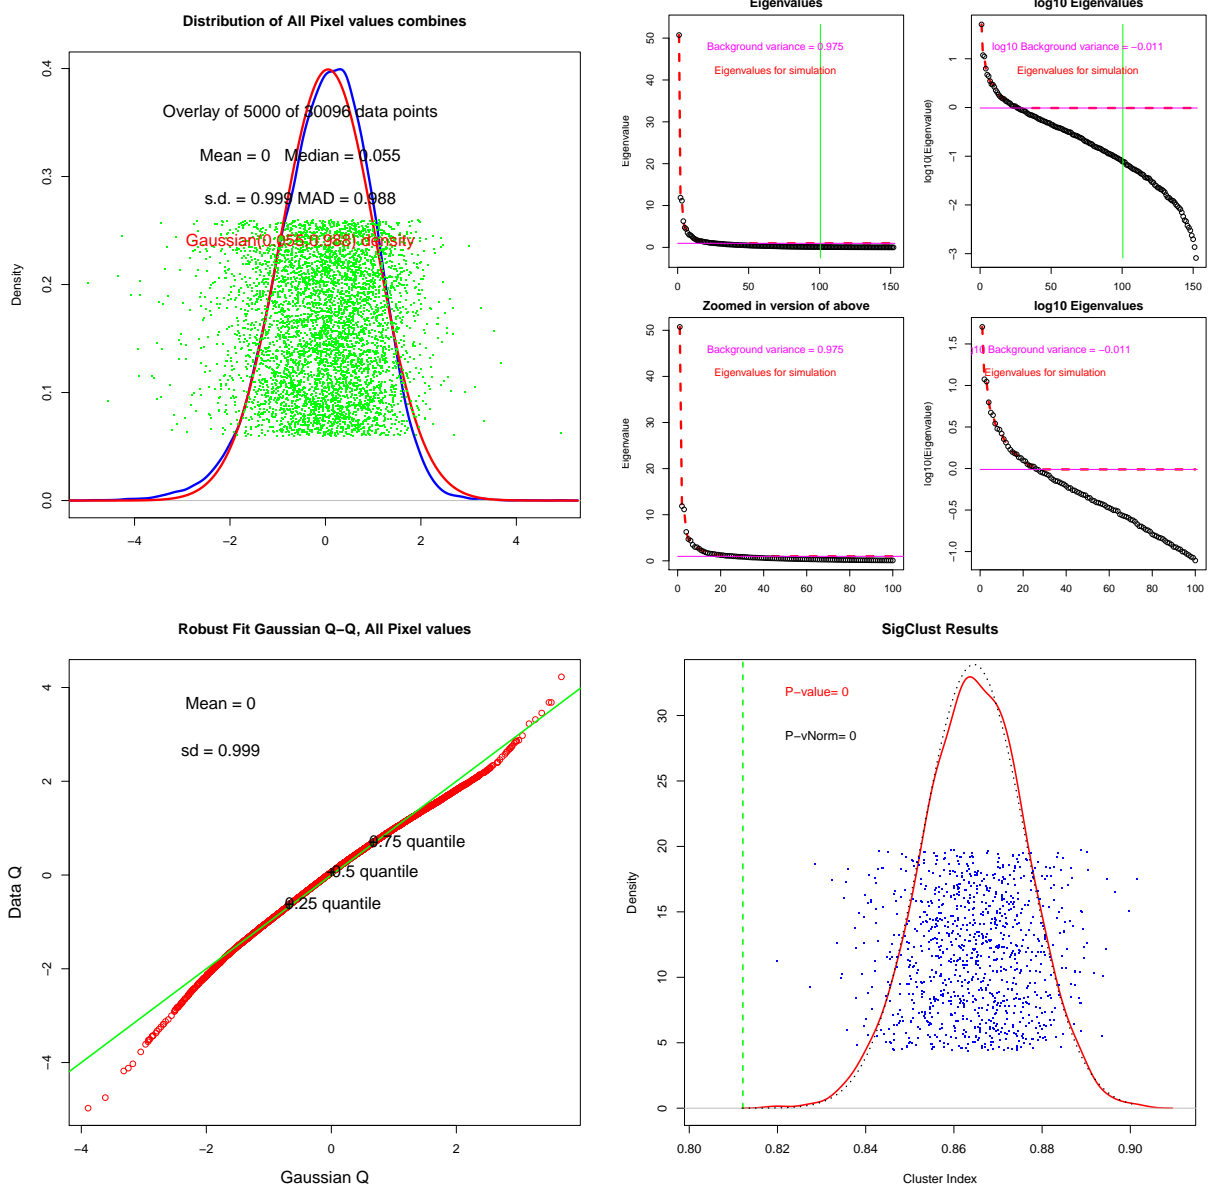 Distribution of All Pixel values combines
Overlay of 5000 of 30096 data points
Mean = 0 Median = 0.055
s.d. = 0.999 MAD = 0.988
Gaussian(0.055,0.988) density
Density
0.0 0.1 0.2 0.3 0.4
−4 −2 0 2 4
Eigenvalues
Background variance = 0.975
Eigenvalues for simulation
Eigenvalue
0 10 20 30 40 50
0 50 100 150
log10 Eigenvalues
log10 Background variance = −0.011
Eigenvalues for simulation
log10(Eigenvalue)
−3 −2 −1 0 1
0 50 100 150
Zoomed in version of above
Background variance = 0.975
Eigenvalues for simulation
Eigenvalue
0 10 20 30 40 50
0 20 40 60 80 100
log10 Eigenvalues
Background variance = −0.011
Eigenvalues for simulation
log10(Eigenvalue)
−1.0 −0.5 0.0 0.5 1.0 1.5
0 20 40 60 80 100
Robust Fit Gaussian Q−Q, All Pixel values
Mean = 0
sd = 0.999
0.75 quantile
0.5 quantile
0.25 quantile
Data Q
−4 −2 0 2 4
−4 −2 0 2
Gaussian Q
SigClust Results
P−value= 0
P−vNorm= 0
Density
0 5 10 15 20 25 30
0.80 0.82 0.84 0.86 0.88 0.90
Cluster Index